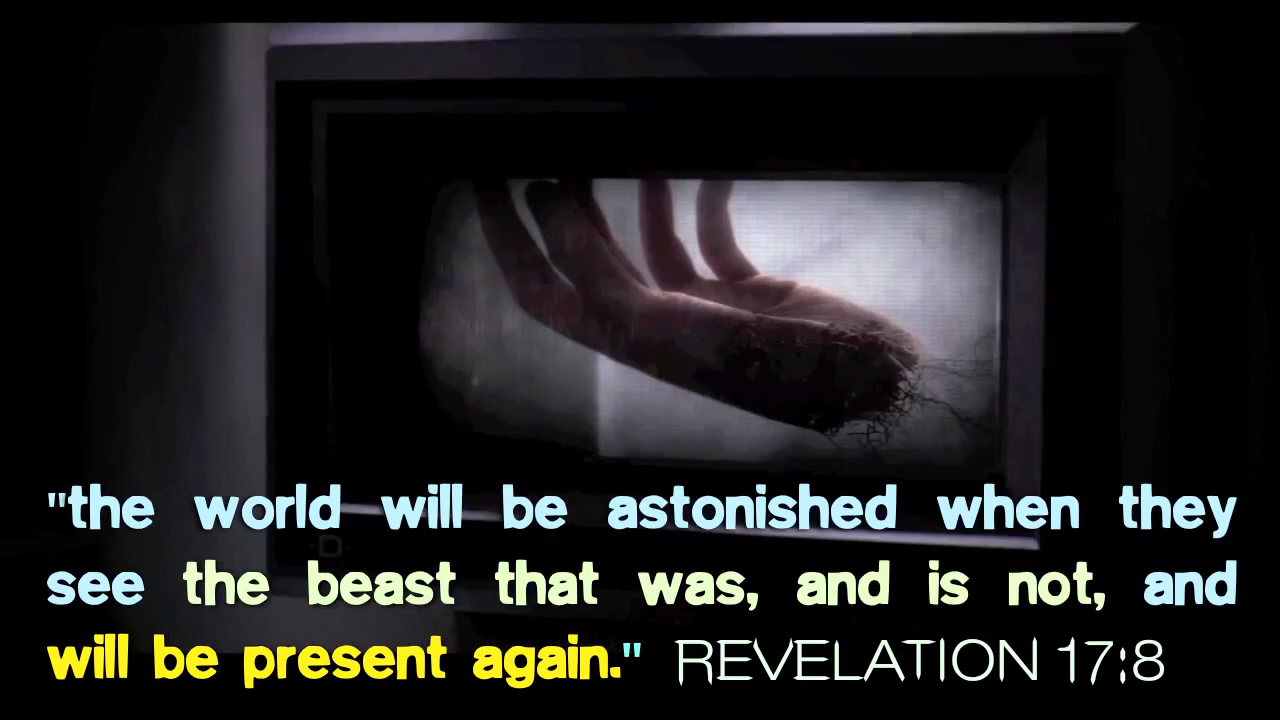 "the world will be astonished when they
see the beast that was, and is not, and
will be present again." REVELATION 17:8